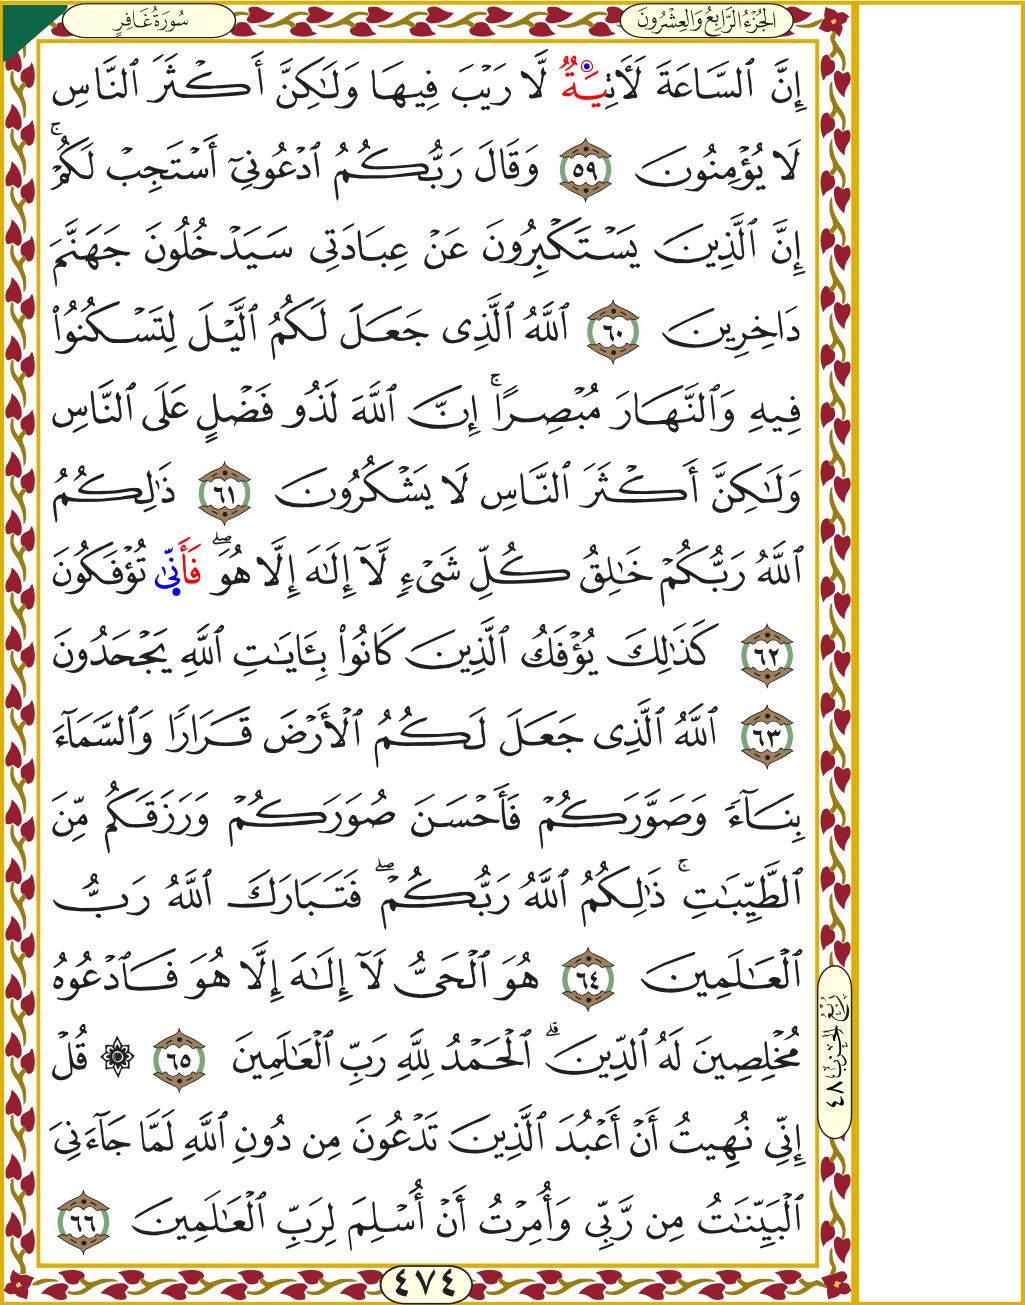 سُورَةُ غَافِرٍ
الجُزْءُ الرَّابِعُ وَالعِشْرُونَ
إِنَّ ٱلسَّاعَةَ لَأٓتِيَةٌ لَّا رَيْبَ فِيهَا وَلَٰكِنَّ أَكْثَرَ ٱلنَّاسِ
لَا يُؤْمِنُونَ ٥٩ وَقَالَ رَبُّكُمُ ٱدْعُونِىٓ أَسْتَجِبْ لَكُمْۚ
إِنَّ ٱلَّذِينَ يَسْتَكْبِرُونَ عَنْ عِبَادَتِى سَيَدْخُلُونَ جَهَنَّمَ
دَاخِرِينَ ٦٠ ٱللَّهُ ٱلَّذِى جَعَلَ لَكُمُ ٱلَّيْلَ لِتَسْكُنُوا۟
فِيهِ وَٱلنَّهَارَ مُبْصِرًاۚ إِنَّ ٱللَّهَ لَذُو فَضْلٍ عَلَى ٱلنَّاسِ
وَلَٰكِنَّ أَكْثَرَ ٱلنَّاسِ لَا يَشْكُرُونَ ٦١ ذَٰلِكُمُ
ٱللَّهُ رَبُّكُمْ خَٰلِقُ كُلِّ شَىْءٍ لَّآ إِلَٰهَ إِلَّا هُوَۖ فَأَنَّىٰ تُؤْفَكُونَ
٦٢ كَذَٰلِكَ يُؤْفَكُ ٱلَّذِينَ كَانُوا۟ بِـَٔايَٰتِ ٱللَّهِ يَجْحَدُونَ
٦٣ ٱللَّهُ ٱلَّذِى جَعَلَ لَكُمُ ٱلْأَرْضَ قَرَارًا وَٱلسَّمَآءَ
بِنَآءً وَصَوَّرَكُمْ فَأَحْسَنَ صُوَرَكُمْ وَرَزَقَكُم مِّنَ
ٱلطَّيِّبَٰتِۚ ذَٰلِكُمُ ٱللَّهُ رَبُّكُمْۖ فَتَبَارَكَ ٱللَّهُ رَبُّ
ٱلْعَٰلَمِينَ ٦٤ هُوَ ٱلْحَىُّ لَآ إِلَٰهَ إِلَّا هُوَ فَٱدْعُوهُ
مُخْلِصِينَ لَهُ ٱلدِّينَۗ ٱلْحَمْدُ لِلَّهِ رَبِّ ٱلْعَٰلَمِينَ ٦٥ ۞ قُلْ
إِنِّى نُهِيتُ أَنْ أَعْبُدَ ٱلَّذِينَ تَدْعُونَ مِن دُونِ ٱللَّهِ لَمَّا جَآءَنِىَ
ٱلْبَيِّنَٰتُ مِن رَّبِّى وَأُمِرْتُ أَنْ أُسْلِمَ لِرَبِّ ٱلْعَٰلَمِينَ ٦٦
رُبْعُ الحِزْبِ ٤٨
٤٧٤